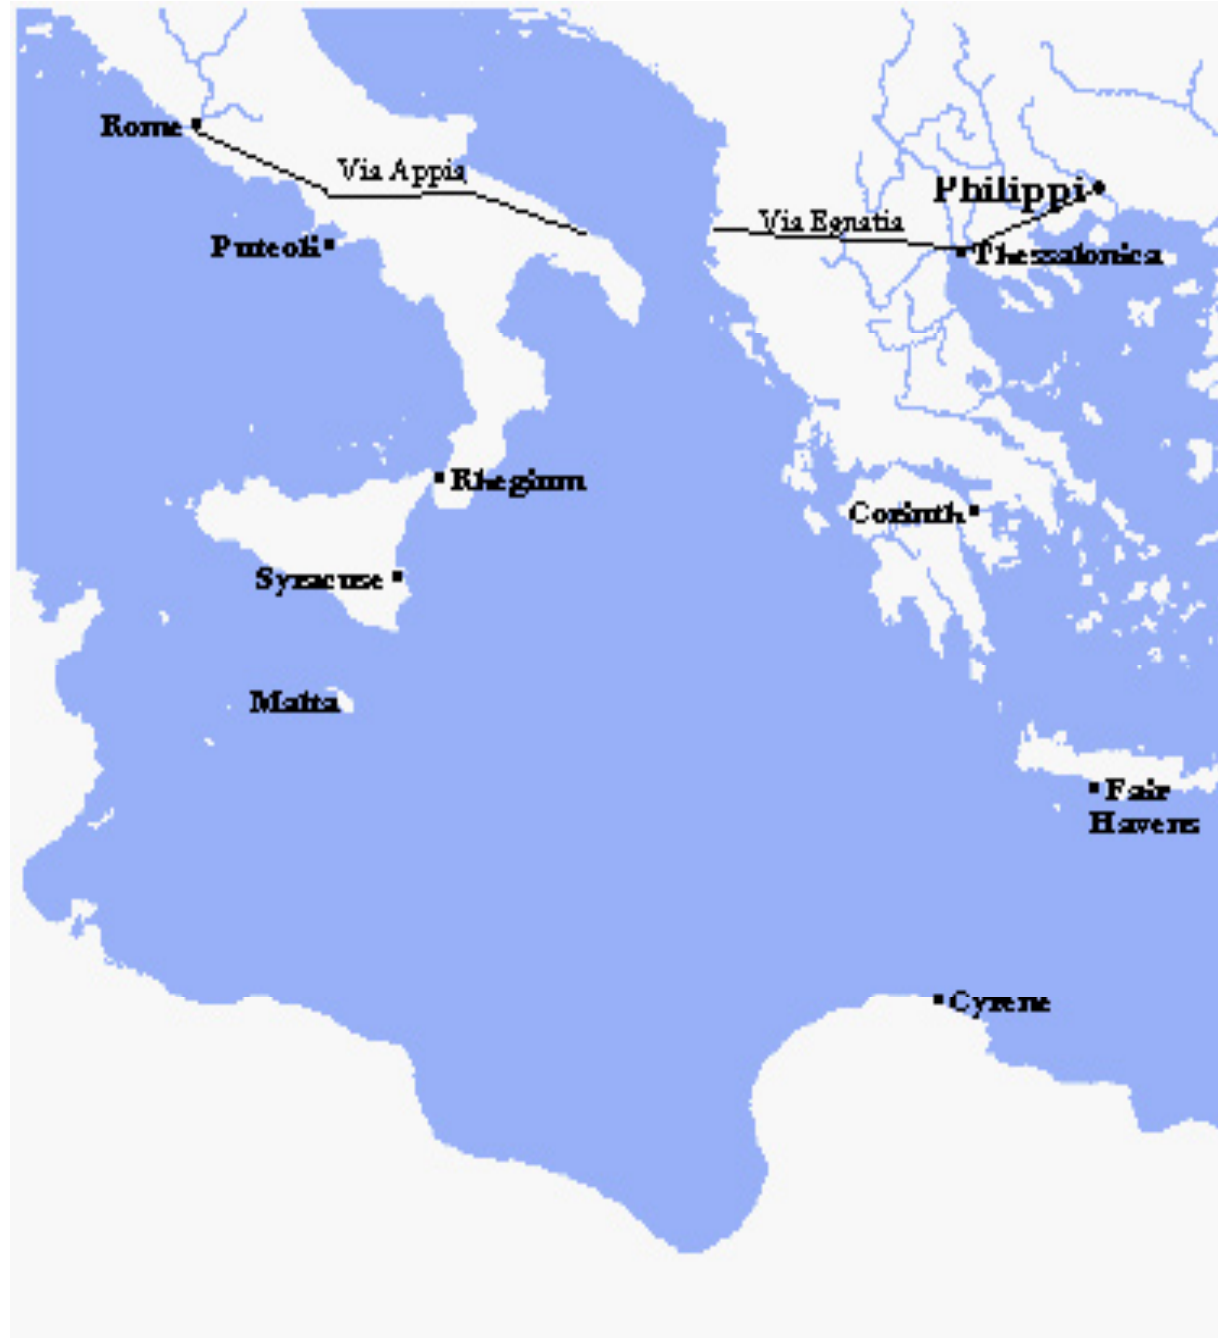 Rome
Via Appia
Philippi
Via Egnatia
Puteoli
Thessalonica
Rhegium
Corinth
Syracuse
Malta
Fair
Havens
Cyrene